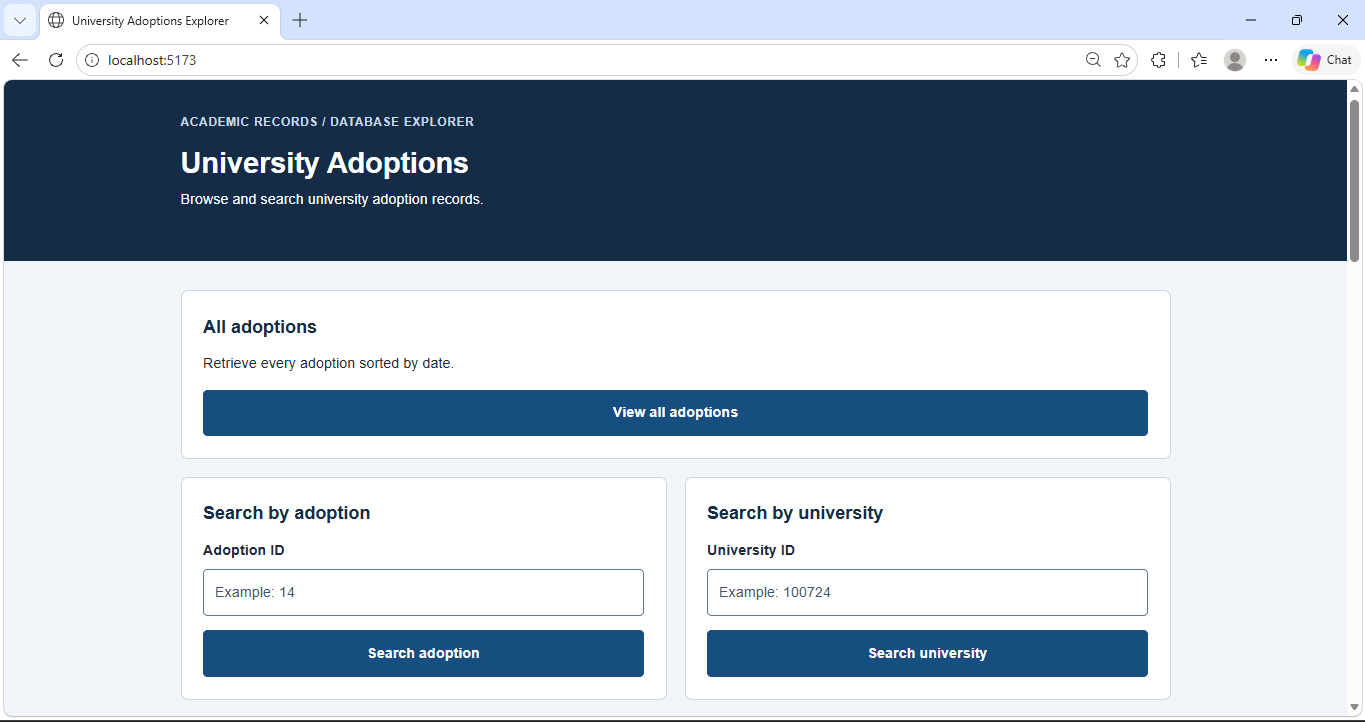 University Adoptions Explorer
localhost:5173
Chat
ACADEMIC RECORDS / DATABASE EXPLORER
University Adoptions
Browse and search university adoption records.
All adoptions
Retrieve every adoption sorted by date.
View all adoptions
Search by adoption
Adoption ID
Example: 14
Search adoption
Search by university
University ID
Example: 100724
Search university